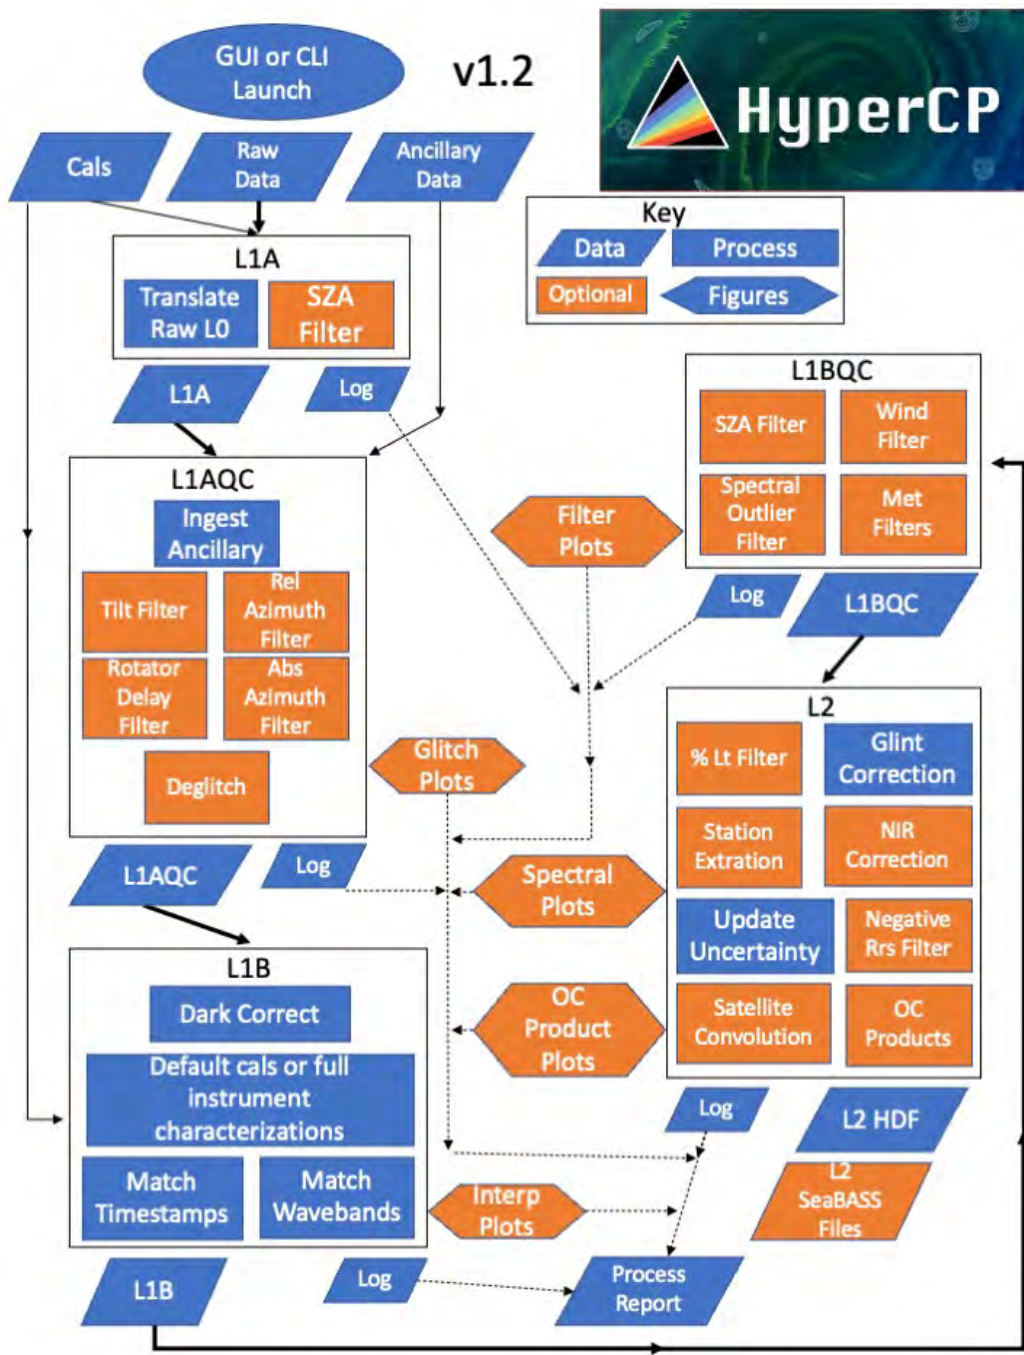 GUI or CLI
Launch
v1.2
HyperCP
Cals
Raw
Data
Ancillary
Data
Key
Data
Process
Optional
Figures
L1A
Translate
Raw L0
SZA
Filter
L1A
Log
L1BQC
SZA Filter
Wind
Filter
Spectral
Outlier
Filter
Met
Filters
L1AQC
Ingest
Ancillary
Tilt Filter
Rel
Azimuth
Filter
Rotator
Delay
Filter
Abs
Azimuth
Filter
Deglitch
Filter
Plots
Log
L1BQC
Glitch
Plots
L2
% Lt Filter
Glint
Correction
Station
Extration
NIR
Correction
Update
Uncertainty
Negative
Rrs Filter
Satellite
Convolution
OC
Products
L1AQC
Log
Spectral
Plots
OC
Product
Plots
L1B
Dark Correct
Default cals or full
instrument
characterizations
Match
Timestamps
Match
Wavebands
Interp
Plots
Log
L2 HDF
L2
SeaBASS
Files
L1B
Log
Process
Report